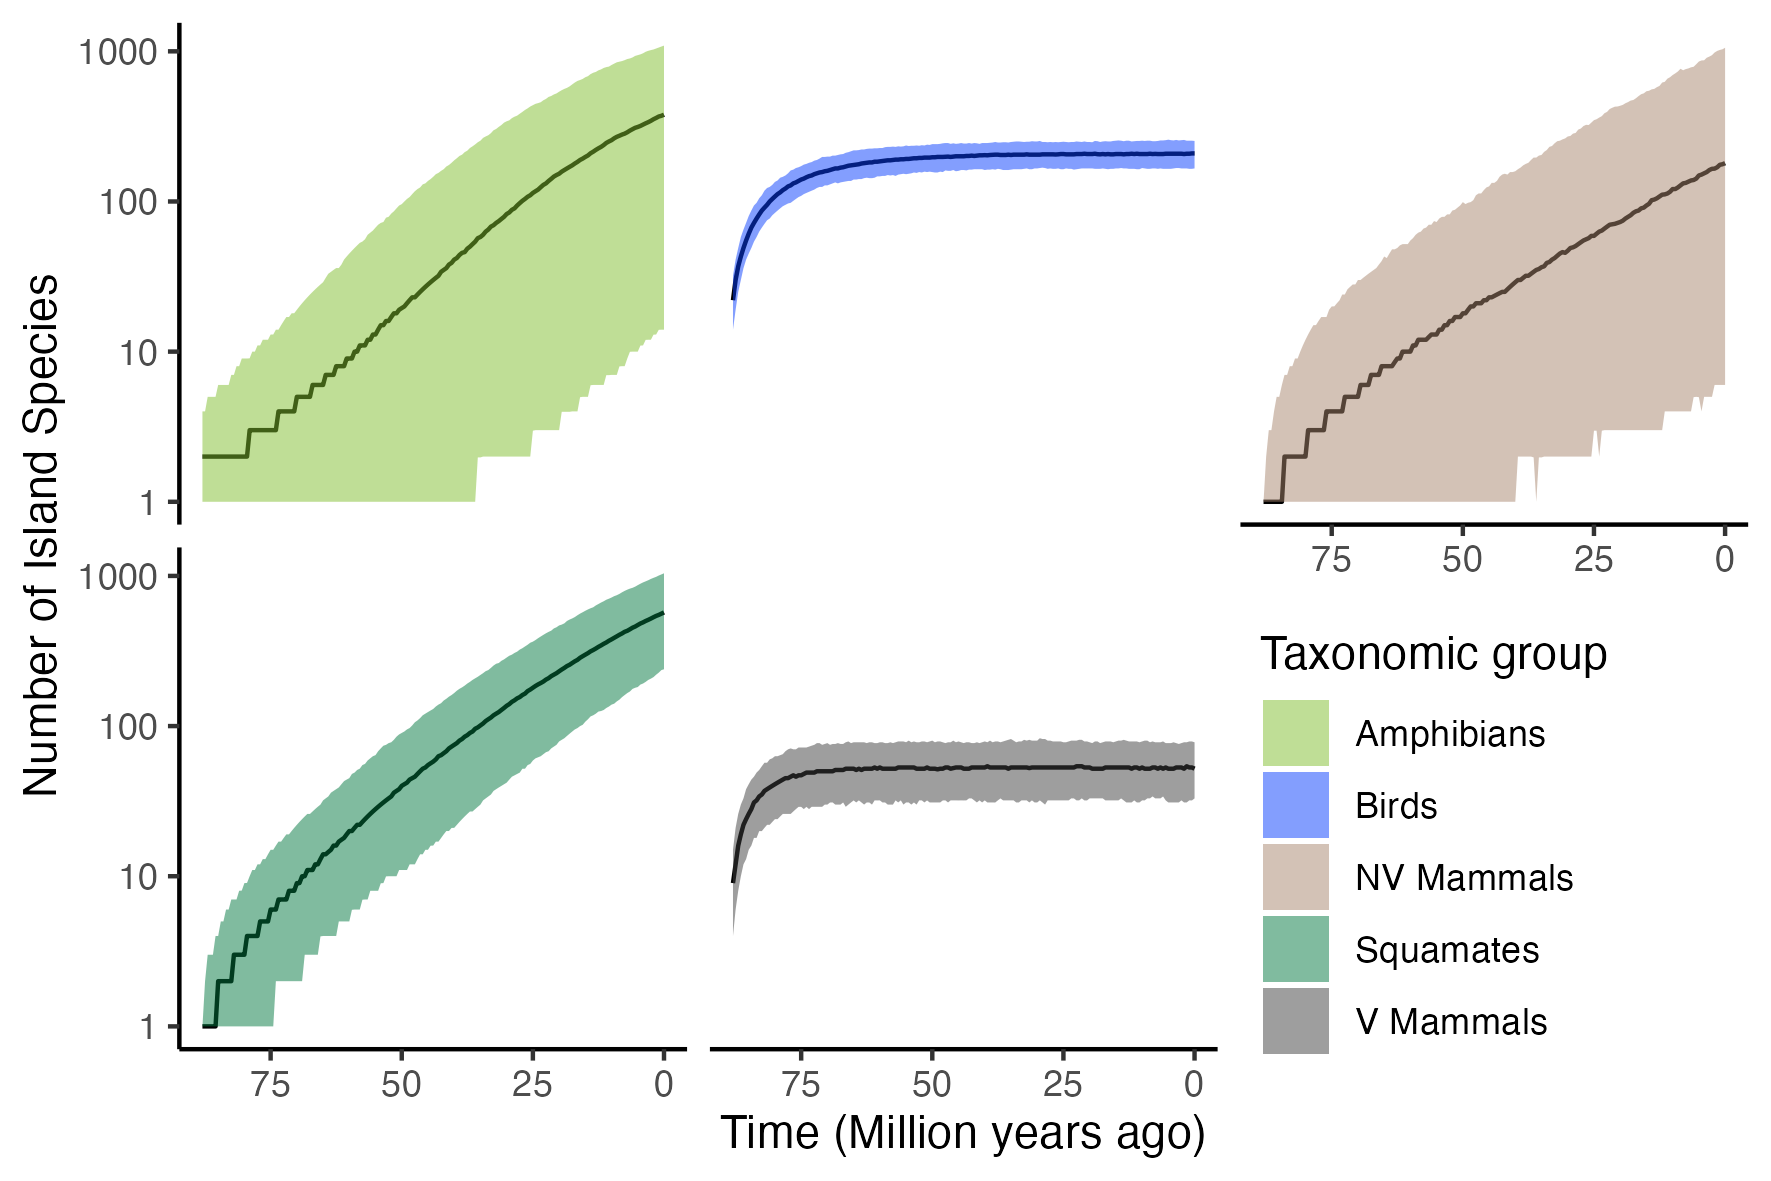 Number of Island Species
1000
100
10
1
75 50 25 0
1000
100
10
1
75 50 25 0
75 50 25 0
Time (Million years ago)
Taxonomic group
Amphibians
Birds
NV Mammals
Squamates
V Mammals